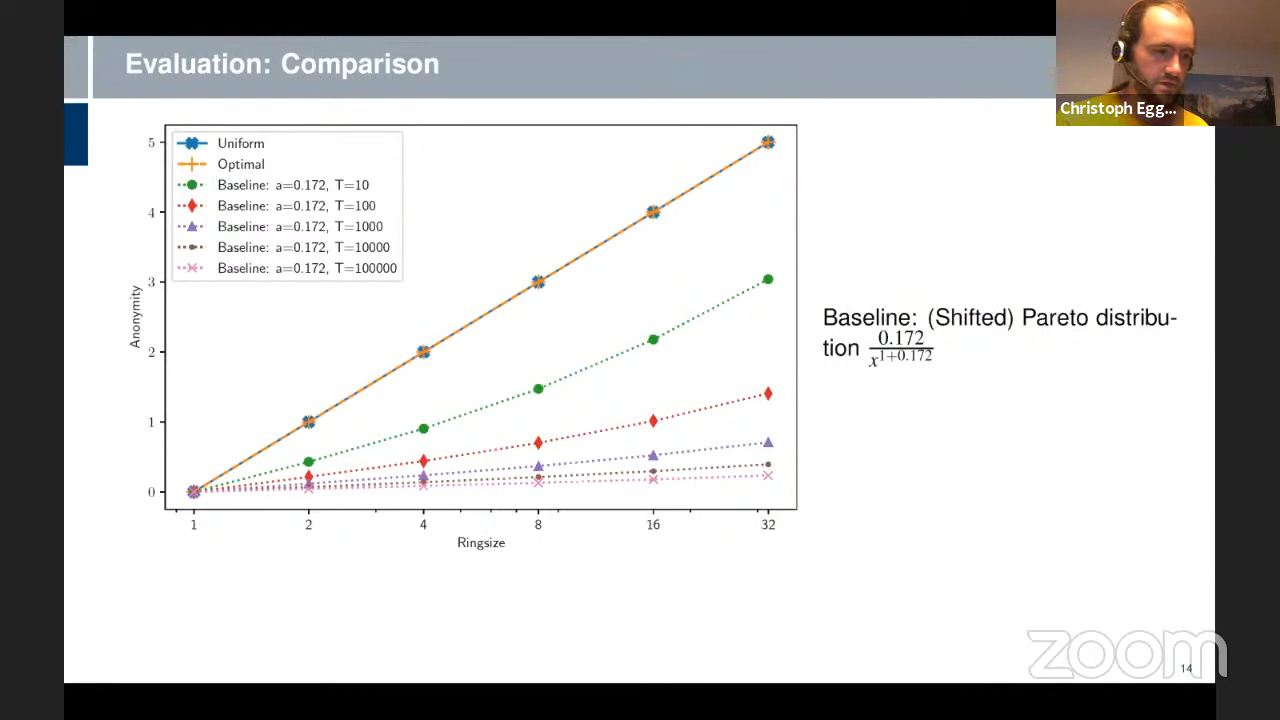 Evaluation: Comparison
Christoph Egg...
Uniform
Optimal
Baseline: a=0.172, T=10
Baseline: a=0.172, T=100
Baseline: a=0.172, T=1000
Baseline: a=0.172, T=10000
Baseline: a=0.172, T=100000
5
4
3
2
1
0
Anonymity
1 2 4 8 16 32
Ringsize
Baseline: (Shifted) Pareto distribu-
tion 0.172/x^{1+0.172}
zoom
14